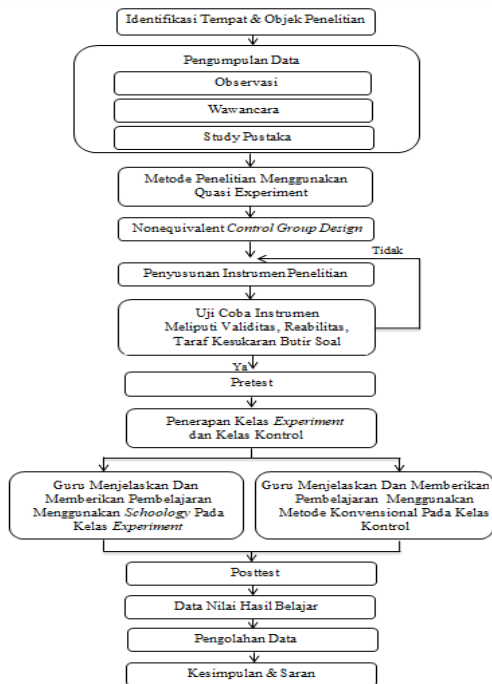 Identifikasi Tempat & Objek Penelitian
Pengumpulan Data
Observasi
Wawancara
Study Pustaka
Metode Penelitian Menggunakan
Quasi Experiment
Nonequivalent Control Group Design
Tidak
Penyusunan Instrumen Penelitian
Uji Coba Instrumen
Meliputi Validitas, Reabilitas,
Taraf Kesukaran Butir Soal
Ya
Pretest
Penerapan Kelas Experiment
dan Kelas Kontrol
Guru Menjelaskan Dan
Memberikan Pembelajaran
Menggunakan Schoology Pada
Kelas Experiment
Guru Menjelaskan Dan Memberikan
Pembelajaran Menggunakan
Metode Konvensional Pada Kelas
Kontrol
Posttest
Data Nilai Hasil Belajar
Pengolahan Data
Kesimpulan & Saran